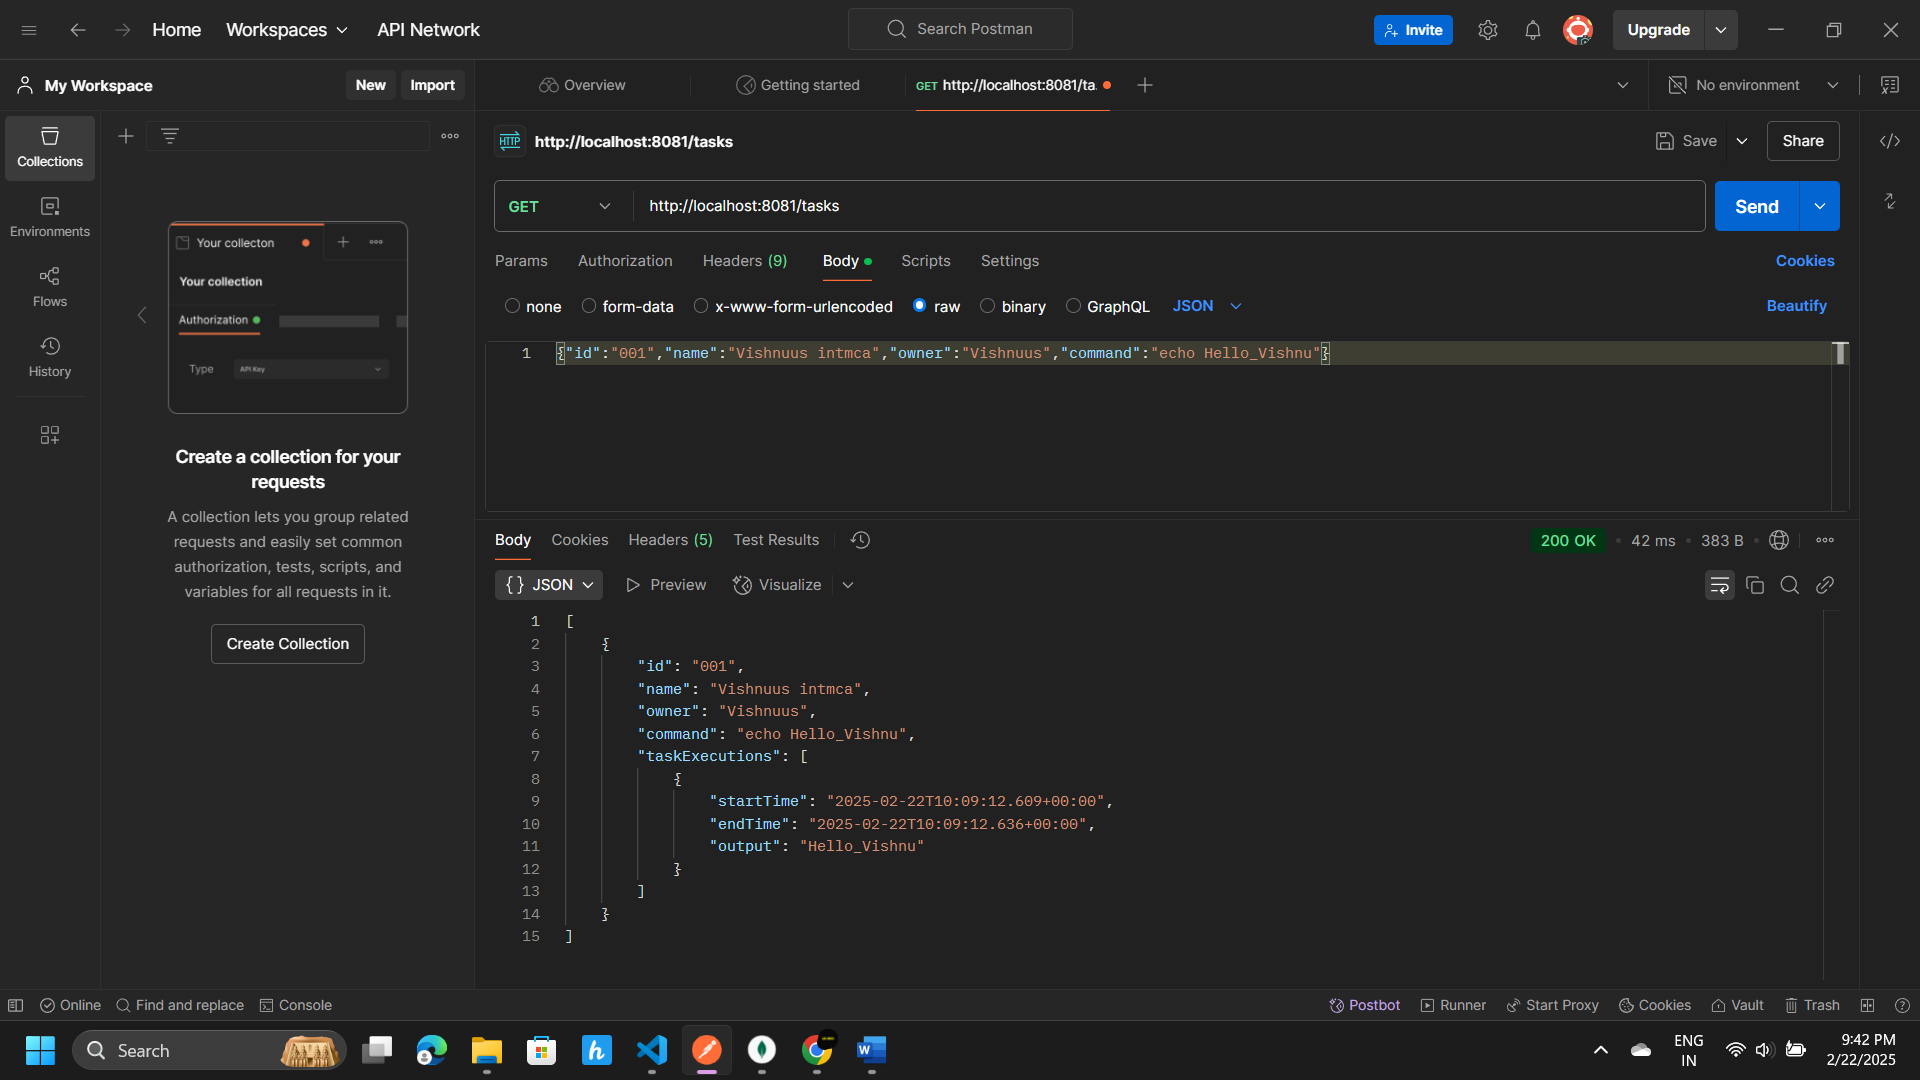 Home Workspaces API Network Search Postman Invite Upgrade
My Workspace New Import Overview Getting started GET http://localhost:8081/ta. No environment
Collections
Environments
Flows
History
Your collecton
Your collection
Authorization
Type API Key
Create a collection for your
requests
A collection lets you group related
requests and easily set common
authorization, tests, scripts, and
variables for all requests in it.
Create Collection
HTTP http://localhost:8081/tasks Save Share
GET http://localhost:8081/tasks Send
Params Authorization Headers (9) Body Scripts Settings Cookies
none form-data x-www-form-urlencoded raw binary GraphQL JSON Beautify
1 {"id":"001","name":"Vishnuus intmca","owner":"Vishnuus","command":"echo Hello_Vishnu"}
Body Cookies Headers (5) Test Results 200 OK 42 ms 383 B
{} JSON Preview Visualize
1 [
2 {
3 "id": "001",
4 "name": "Vishnuus intmca",
5 "owner": "Vishnuus",
6 "command": "echo Hello_Vishnu",
7 "taskExecutions": [
8 {
9 "startTime": "2025-02-22T10:09:12.609+00:00",
10 "endTime": "2025-02-22T10:09:12.636+00:00",
11 "output": "Hello_Vishnu"
12 }
13 ]
14 }
15 ]
Online Find and replace Console Postbot Runner Start Proxy Cookies Vault Trash
Search
ENG
IN
9:42 PM
2/22/2025